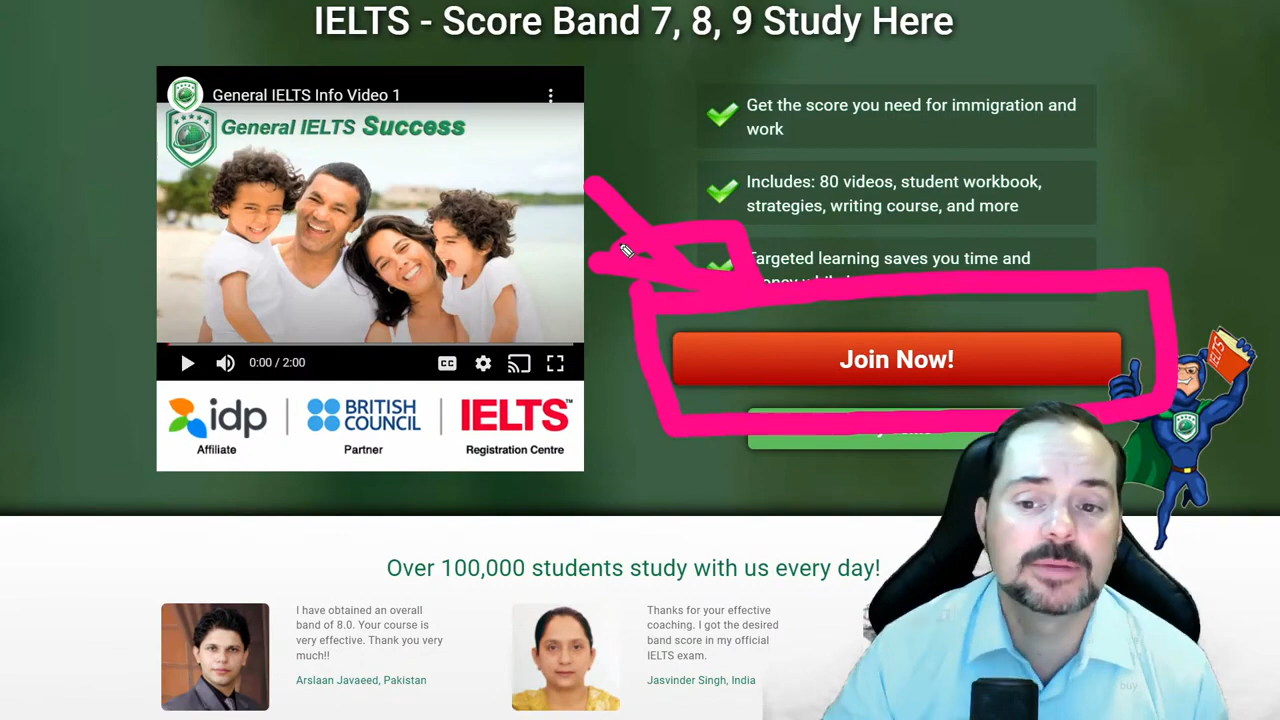 IELTS - Score Band 7, 8, 9 Study Here
General IELTS Info Video 1
General IELTS Success
0:00 / 2:00
CC
idp
Affiliate
BRITISH
COUNCIL
Partner
IELTS™
Registration Centre
Get the score you need for immigration and
work
Includes: 80 videos, student workbook,
strategies, writing course, and more
Targeted learning saves you time and
Join Now!
IELTS
Over 100,000 students study with us every day!
I have obtained an overall
band of 8.0. Your course is
very effective. Thank you very
much!!
Arslaan Javaeed, Pakistan
Thanks for your effective
coaching. I got the desired
band score in my official
IELTS exam.
Jasvinder Singh, India
buy